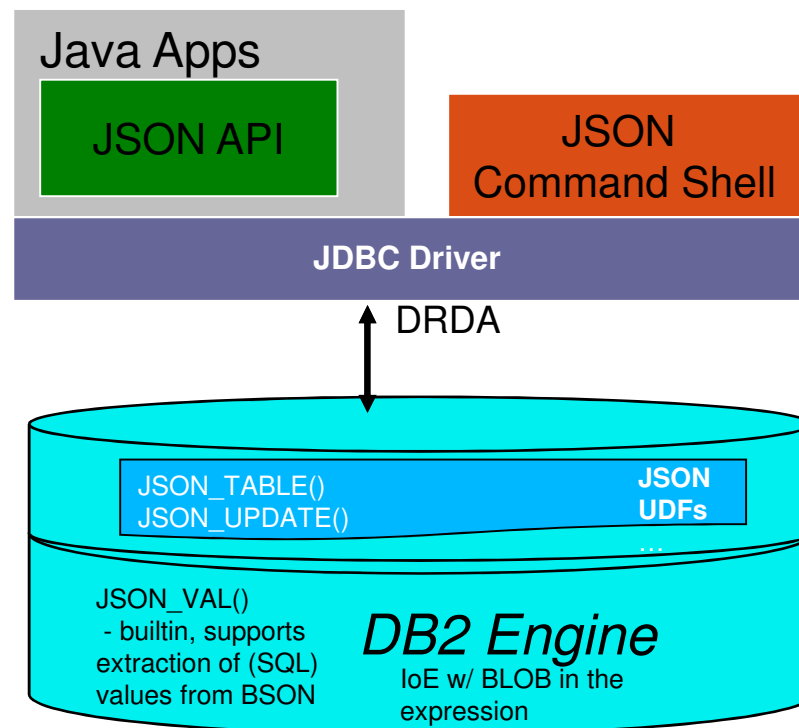 Java Apps
JSON API
JSON
Command Shell
JDBC Driver
DRDA
JSON_TABLE()
JSON_UPDATE()
JSON
UDFs
...
JSON_VAL()
- builtin, supports
extraction of (SQL)
values from BSON
DB2 Engine
IoE w/ BLOB in the
expression